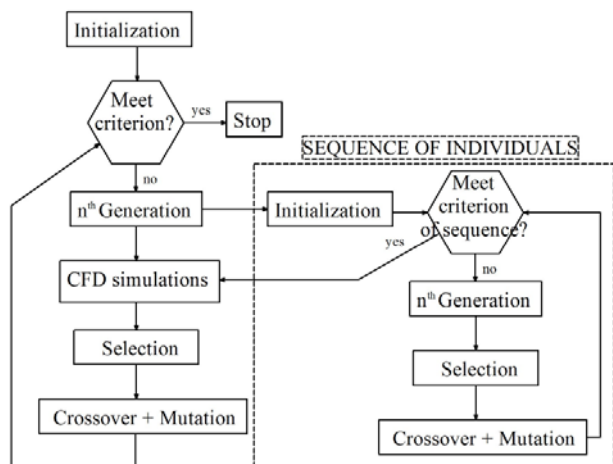 Initialization
Meet
criterion?
yes
Stop
no
nth Generation
CFD simulations
Selection
Crossover + Mutation
SEQUENCE OF INDIVIDUALS
Initialization
Meet
criterion
of sequence?
yes
no
nth Generation
Selection
Crossover + Mutation